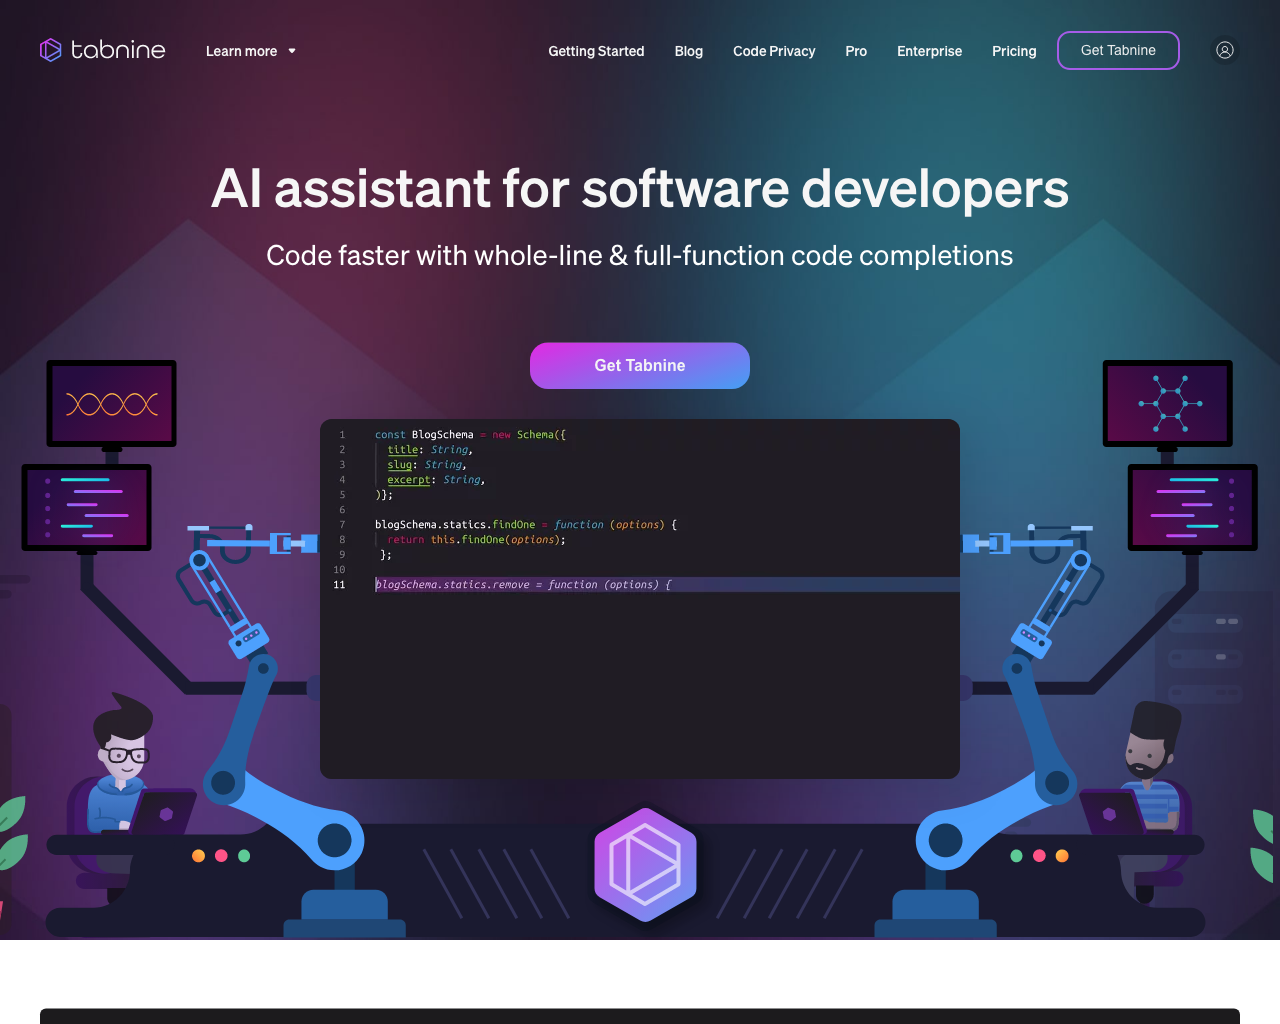 tabnine
Learn more
Getting Started
Blog
Code Privacy
Pro
Enterprise
Pricing
Get Tabnine
AI assistant for software developers
Code faster with whole-line & full-function code completions
Get Tabnine
1 const BlogSchema = new Schema({
2 title: String,
3 slug: String,
4 excerpt: String,
5 )};
6
7 blogSchema.statics.findOne = function (options) {
8 return this.findOne(options);
9 };
10
11 blogSchema.statics.remove = function (options) {